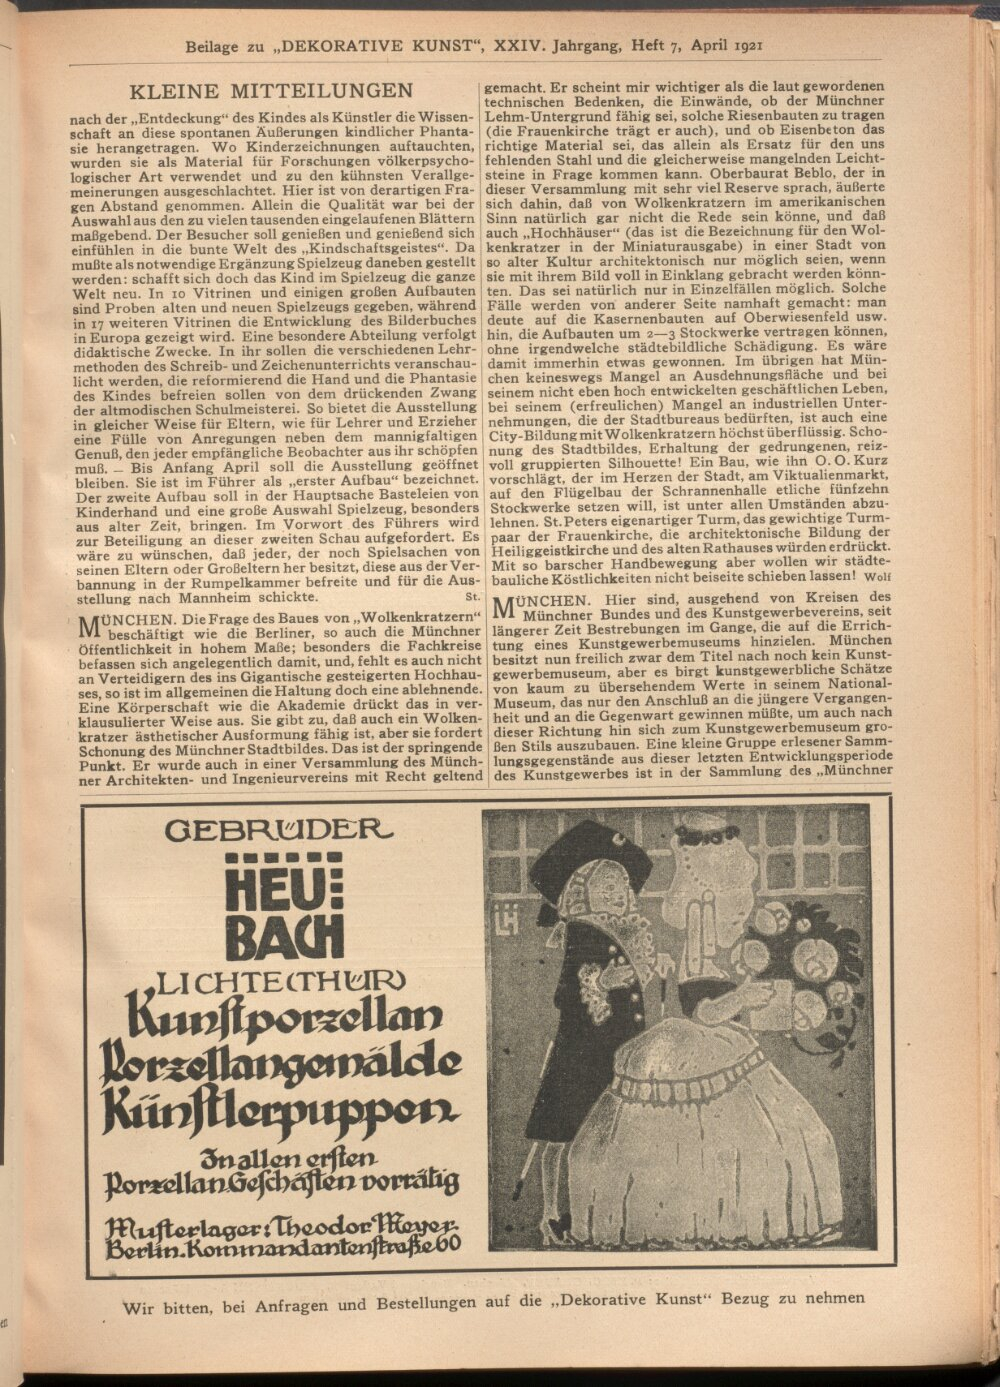 Beilage zu „DEKORATIVE KUNST“, XXIV. Jahrgang, Heft 7, April 1921
KLEINE MITTEILUNGEN
nach der „Entdeckung“ des Kindes als Künstler die Wissen-
schaft an diese spontanen Äußerungen kindlicher Phanta-
sie herangetragen. Wo Kinderzeichnungen auftauchten,
wurden sie als Material für Forschungen völkerpsycho-
logischer Art verwendet und zu den kühnsten Verallge-
meinerungen ausgeschlachtet. Hier ist von derartigen Fra-
gen Abstand genommen. Allein die Qualität war bei der
Auswahl aus den zu vielen tausenden eingelaufenen Blättern
maßgebend. Der Besucher soll genießen und genießend sich
einfühlen in die bunte Welt des „Kindschaftsgeistes“. Da
mußte als notwendige Ergänzung Spielzeug daneben gestellt
werden: schafft sich doch das Kind im Spielzeug die ganze
Welt neu. In 10 Vitrinen und einigen großen Aufbauten
sind Proben alten und neuen Spielzeugs gegeben, während
in 17 weiteren Vitrinen die Entwicklung des Bilderbuches
in Europa gezeigt wird. Eine besondere Abteilung verfolgt
didaktische Zwecke. In ihr sollen die verschiedenen Lehr-
methoden des Schreib- und Zeichenunterrichts veranschau-
licht werden, die reformierend die Hand und die Phantasie
des Kindes befreien sollen von dem drückenden Zwang
der altmodischen Schulmeisterei. So bietet die Ausstellung
in gleicher Weise für Eltern, wie für Lehrer und Erzieher
eine Fülle von Anregungen neben dem mannigfaltigen
Genuß, den jeder empfängliche Beobachter aus ihr schöpfen
muß. — Bis Anfang April soll die Ausstellung geöffnet
bleiben. Sie ist im Führer als „erster Aufbau“ bezeichnet.
Der zweite Aufbau soll in der Hauptsache Basteleien von
Kinderhand und eine große Auswahl Spielzeug, besonders
aus alter Zeit, bringen. Im Vorwort des Führers wird
zur Beteiligung an dieser zweiten Schau aufgefordert. Es
wäre zu wünschen, daß jeder, der noch Spielsachen von
seinen Eltern oder Großeltern her besitzt, diese aus der Ver-
bannung in der Rumpelkammer befreite und für die Aus-
stellung nach Mannheim schickte. St.
MÜNCHEN. Die Frage des Baues von „Wolkenkratzern“
beschäftigt wie die Berliner, so auch die Münchner
Öffentlichkeit in hohem Maße; besonders die Fachkreise
befassen sich angelegentlich damit, und, fehlt es auch nicht
an Verteidigern des ins Gigantische gesteigerten Hochhau-
ses, so ist im allgemeinen die Haltung doch eine ablehnende.
Eine Körperschaft wie die Akademie drückt das in ver-
klausulierter Weise aus. Sie gibt zu, daß auch ein Wolken-
kratzer ästhetischer Ausformung fähig ist, aber sie fordert
Schonung des Münchner Stadtbildes. Das ist der springende
Punkt. Er wurde auch in einer Versammlung des Münch-
ner Architekten- und Ingenieurvereins mit Recht geltend
gemacht. Er scheint mir wichtiger als die laut gewordenen
technischen Bedenken, die Einwände, ob der Münchner
Lehm-Untergrund fähig sei, solche Riesenbauten zu tragen
(die Frauenkirche trägt er auch), und ob Eisenbeton das
richtige Material sei, das allein als Ersatz für den uns
fehlenden Stahl und die gleicherweise mangelnden Leicht-
steine in Frage kommen kann. Oberbaurat Beblo, der in
dieser Versammlung mit sehr viel Reserve sprach, äußerte
sich dahin, daß von Wolkenkratzern im amerikanischen
Sinn natürlich gar nicht die Rede sein könne, und daß
auch „Hochhäuser“ (das ist die Bezeichnung für den Wol-
kenkratzer in der Miniaturausgabe) in einer Stadt von
so alter Kultur architektonisch nur möglich seien, wenn
sie mit ihrem Bild voll in Einklang gebracht werden könn-
ten. Das sei natürlich nur in Einzelfällen möglich. Solche
Fälle werden von anderer Seite namhaft gemacht: man
deute auf die Kasernenbauten auf Oberwiesenfeld usw.
hin, die Aufbauten um 2—3 Stockwerke vertragen können,
ohne irgendwelche städtebildliche Schädigung. Es wäre
damit immerhin etwas gewonnen. Im übrigen hat Mün-
chen keineswegs Mangel an Ausdehnungsfläche und bei
seinem nicht eben hoch entwickelten geschäftlichen Leben,
bei seinem (erfreulichen) Mangel an industriellen Unter-
nehmungen, die der Stadtbureaus bedürften, ist auch eine
City-Bildung mit Wolkenkratzern höchst überflüssig. Scho-
nung des Stadtbildes, Erhaltung der gedrungenen, reiz-
voll gruppierten Silhouette! Ein Bau, wie ihn O. O. Kurz
vorschlägt, der im Herzen der Stadt, am Viktualienmarkt,
auf den Flügelbau der Schrannenhalle etliche fünfzehn
Stockwerke setzen will, ist unter allen Umständen abzu-
lehnen. St. Peters eigenartiger Turm, das gewichtige Turm-
paar der Frauenkirche, die architektonische Bildung der
Heiliggeistkirche und des alten Rathauses würden erdrückt.
Mit so barscher Handbewegung aber wollen wir städte-
bauliche Köstlichkeiten nicht beiseite schieben lassen! Wolf
MÜNCHEN. Hier sind, ausgehend von Kreisen des
Münchner Bundes und des Kunstgewerbevereins, seit
längerer Zeit Bestrebungen im Gange, die auf die Errich-
tung eines Kunstgewerbemuseums hinzielen. München
besitzt nun freilich zwar dem Titel nach noch kein Kunst-
gewerbemuseum, aber es birgt kunstgewerbliche Schätze
von kaum zu übersehendem Werte in seinem National-
Museum, das nur den Anschluß an die jüngere Vergangen-
heit und an die Gegenwart gewinnen müßte, um auch nach
dieser Richtung hin sich zum Kunstgewerbemuseum gro-
ßen Stils auszubauen. Eine kleine Gruppe erlesener Samm-
lungsgegenstände aus dieser letzten Entwicklungsperiode
des Kunstgewerbes ist in der Sammlung des „Münchner
GEBRÜDER
HEU-
BACH
LICHTE (THÜR)
Kunstporzellan
Porzellangemälde
Künstlerpuppen
In allen ersten
Porzellan Geschäften vorrätig
Musterlager: Theodor Meyer
Berlin. Kommandantenstraße 60
LH
Wir bitten, bei Anfragen und Bestellungen auf die „Dekorative Kunst“ Bezug zu nehmen
en